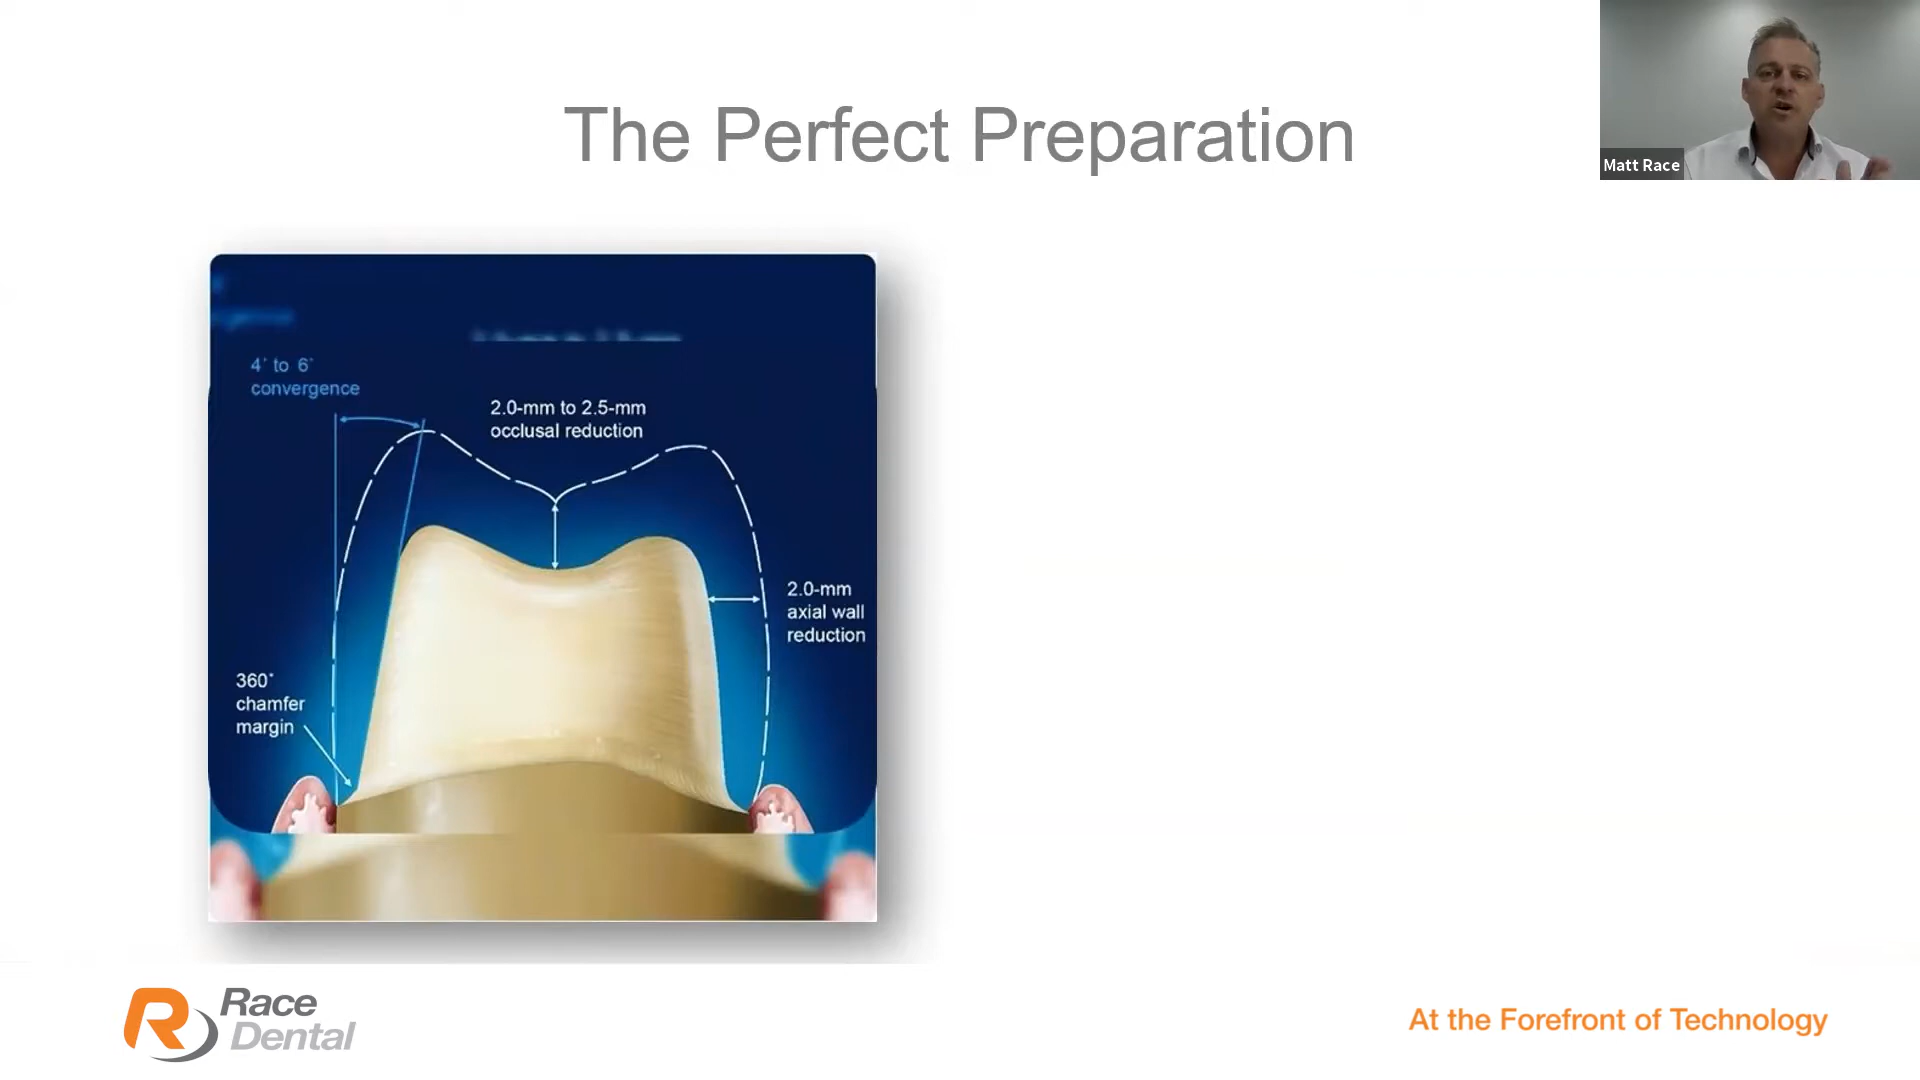 The Perfect Preparation
Matt Race
4° to 6°
convergence
2.0-mm to 2.5-mm
occlusal reduction
2.0-mm
axial wall
reduction
360°
chamfer
margin
Race
Dental
At the Forefront of Technology